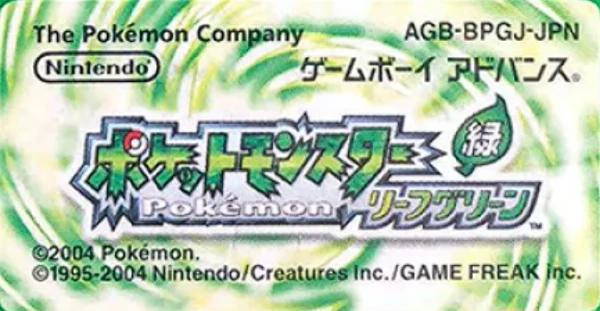 The Pokémon Company AGB-BPGJ-JPN
Nintendo® ゲームボーイ アドバンス®
ポケットモンスター 緑
Pokémon リーフグリーン™
©2004 Pokémon.
©1995-2004 Nintendo/Creatures Inc./GAME FREAK inc.